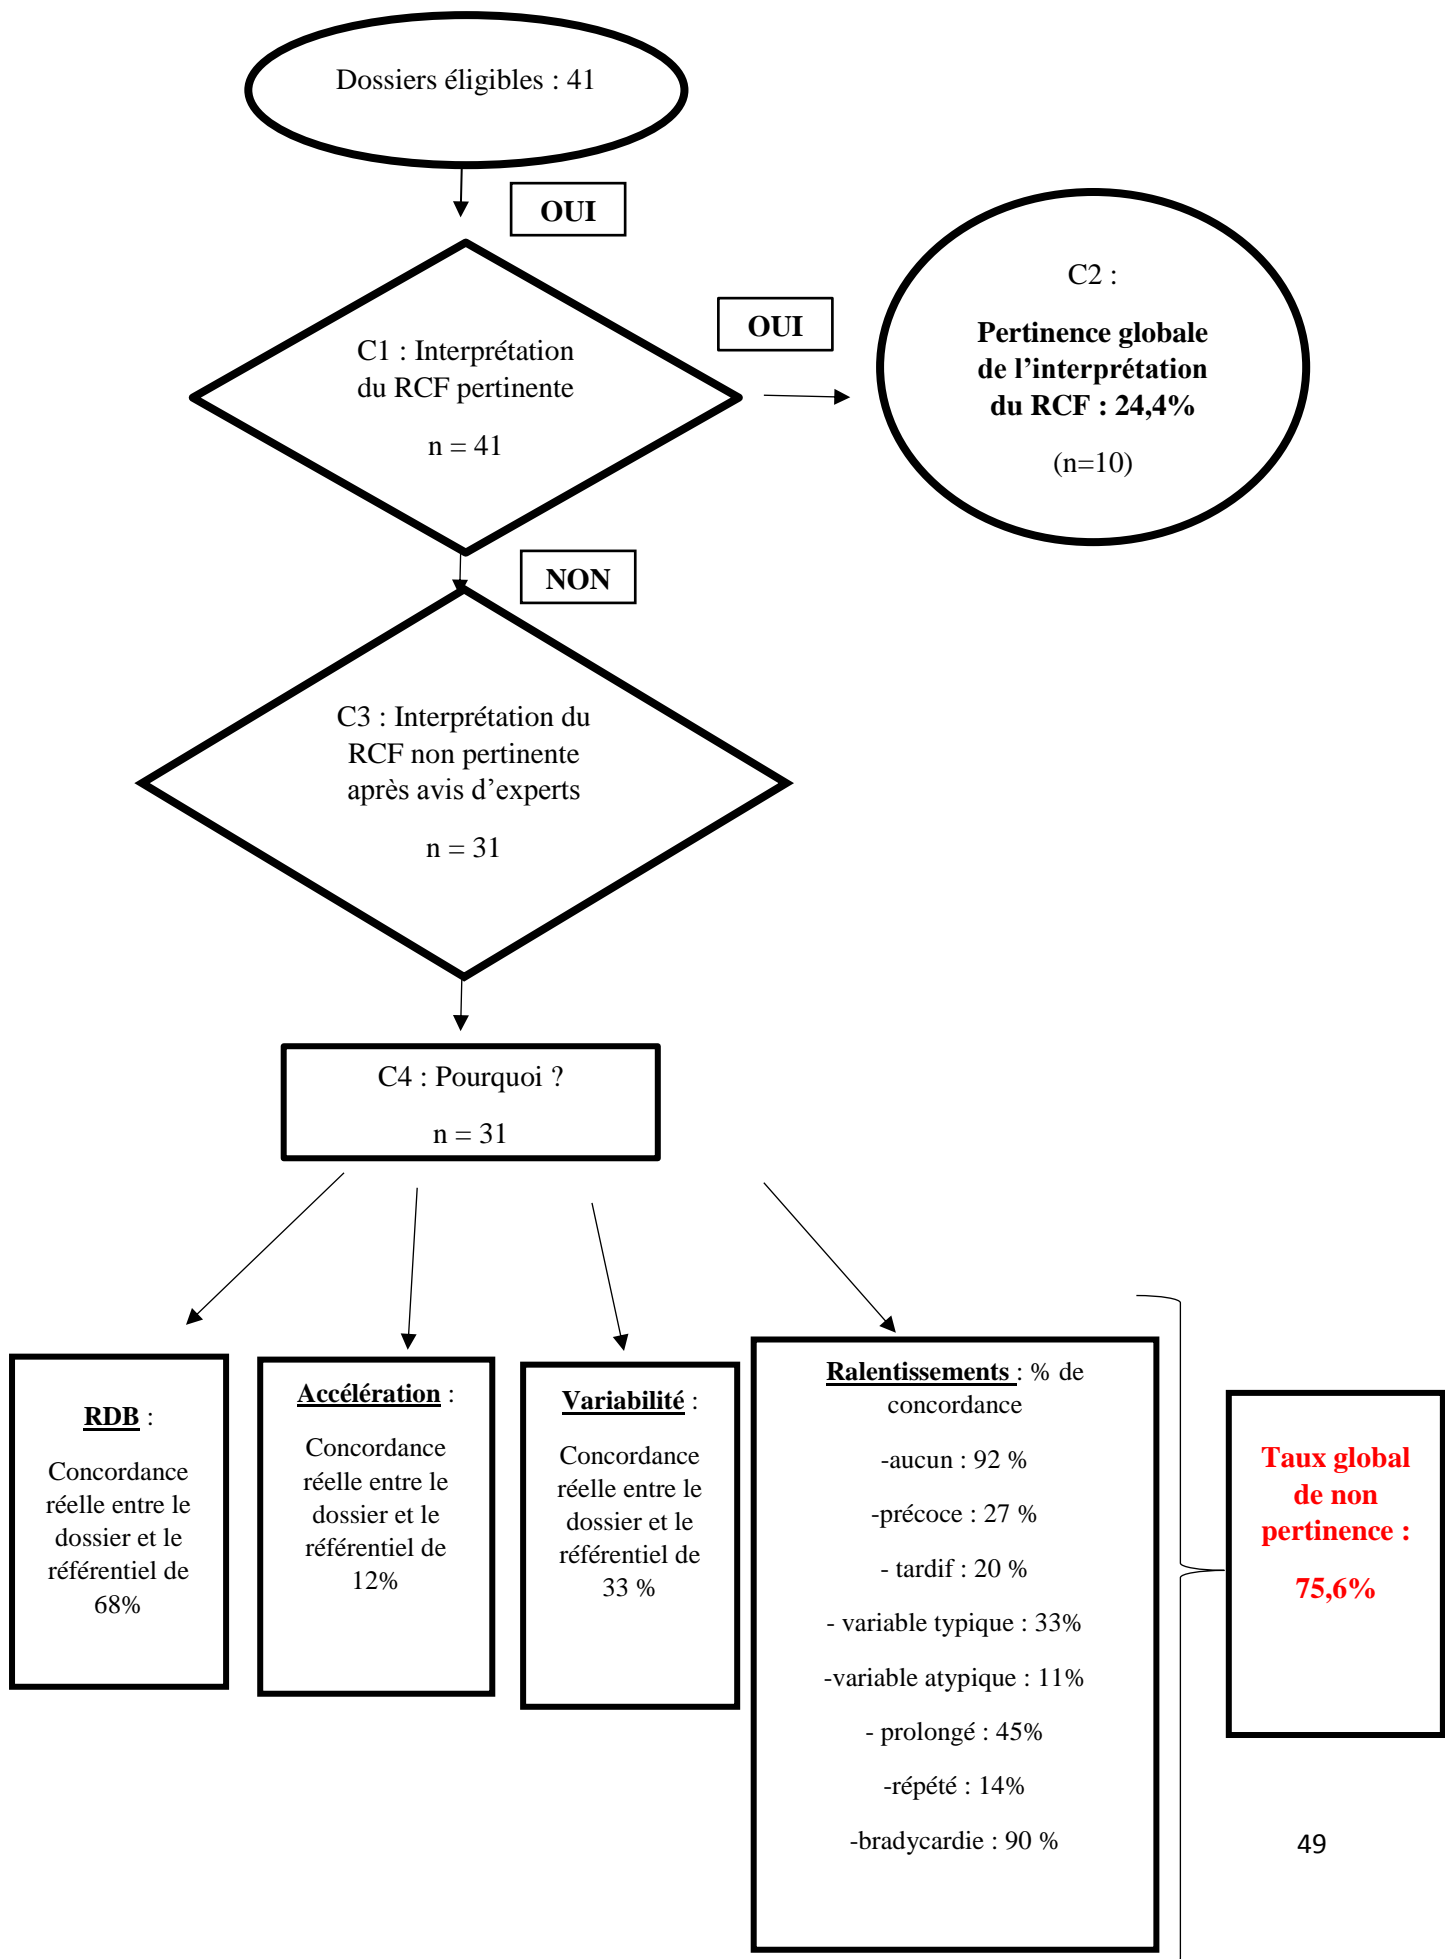 Dossiers éligibles : 41
OUI
C1 : Interprétation
du RCF pertinente
n = 41
OUI
C2 :
Pertinence globale
de l’interprétation
du RCF : 24,4%
(n=10)
NON
C3 : Interprétation du
RCF non pertinente
après avis d’experts
n = 31
C4 : Pourquoi ?
n = 31
RDB :
Concordance
réelle entre le
dossier et le
référentiel de
68%
Accélération :
Concordance
réelle entre le
dossier et le
référentiel de
12%
Variabilité :
Concordance
réelle entre le
dossier et le
référentiel de
33 %
Ralentissements : % de
concordance
-aucun : 92 %
-précoce : 27 %
- tardif : 20 %
- variable typique : 33%
-variable atypique : 11%
- prolongé : 45%
-répété : 14%
-bradycardie : 90 %
Taux global
de non
pertinence :
75,6%
49